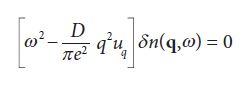 [ω² − D/πe² q²u_q] δn(q,ω) = 0